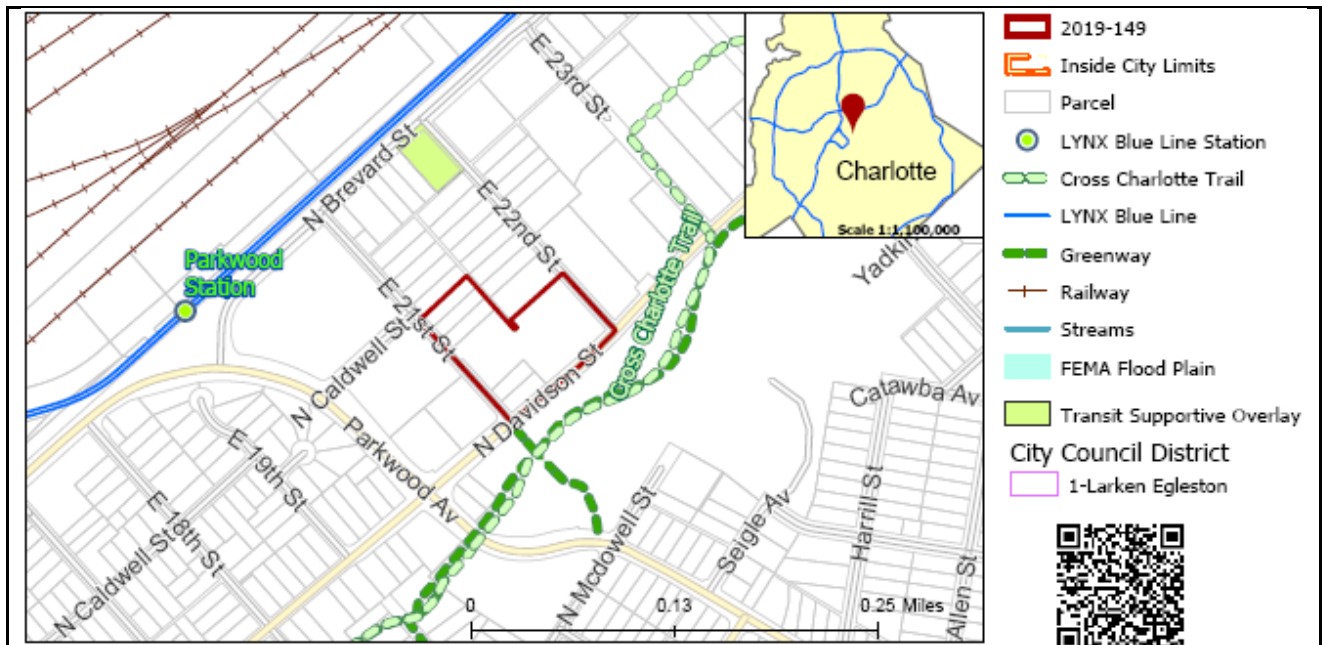 E 23rd St
N Brevard St
E 22nd St
Parkwood
Station
E 21st St
N Caldwell St
Cross Charlotte Trail
N Davidson St
Parkwood Av
E 19th St
E 18th St
N Caldwell St
N Mcdowell St
Seigle Av
Harrill St
Allen St
Catawba Av
Yadkin
Charlotte
Scale 1:1,100,000
0
0.13
0.25 Miles
2019-149
Inside City Limits
Parcel
LYNX Blue Line Station
Cross Charlotte Trail
LYNX Blue Line
Greenway
Railway
Streams
FEMA Flood Plain
Transit Supportive Overlay
City Council District
1-Larken Egleston